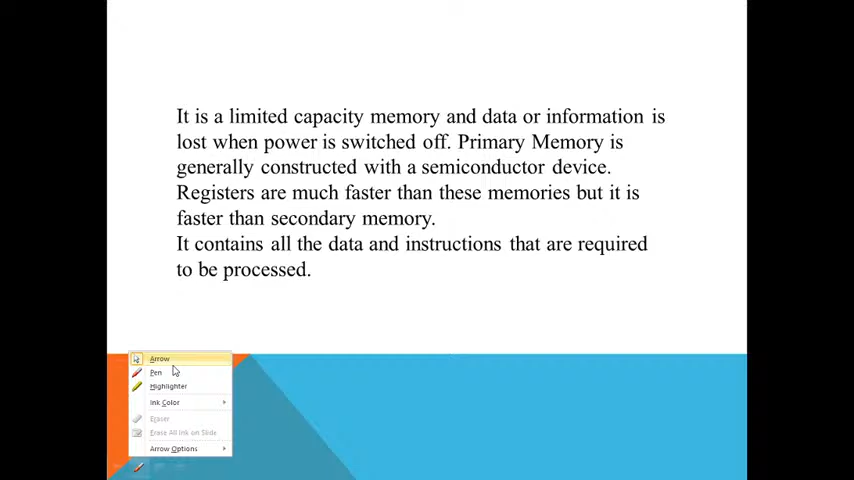 It is a limited capacity memory and data or information is
lost when power is switched off. Primary Memory is
generally constructed with a semiconductor device.
Registers are much faster than these memories but it is
faster than secondary memory.
It contains all the data and instructions that are required
to be processed.
Arrow
Pen
Highlighter
Ink Color
Eraser
Erase All Ink on Slide
Arrow Options